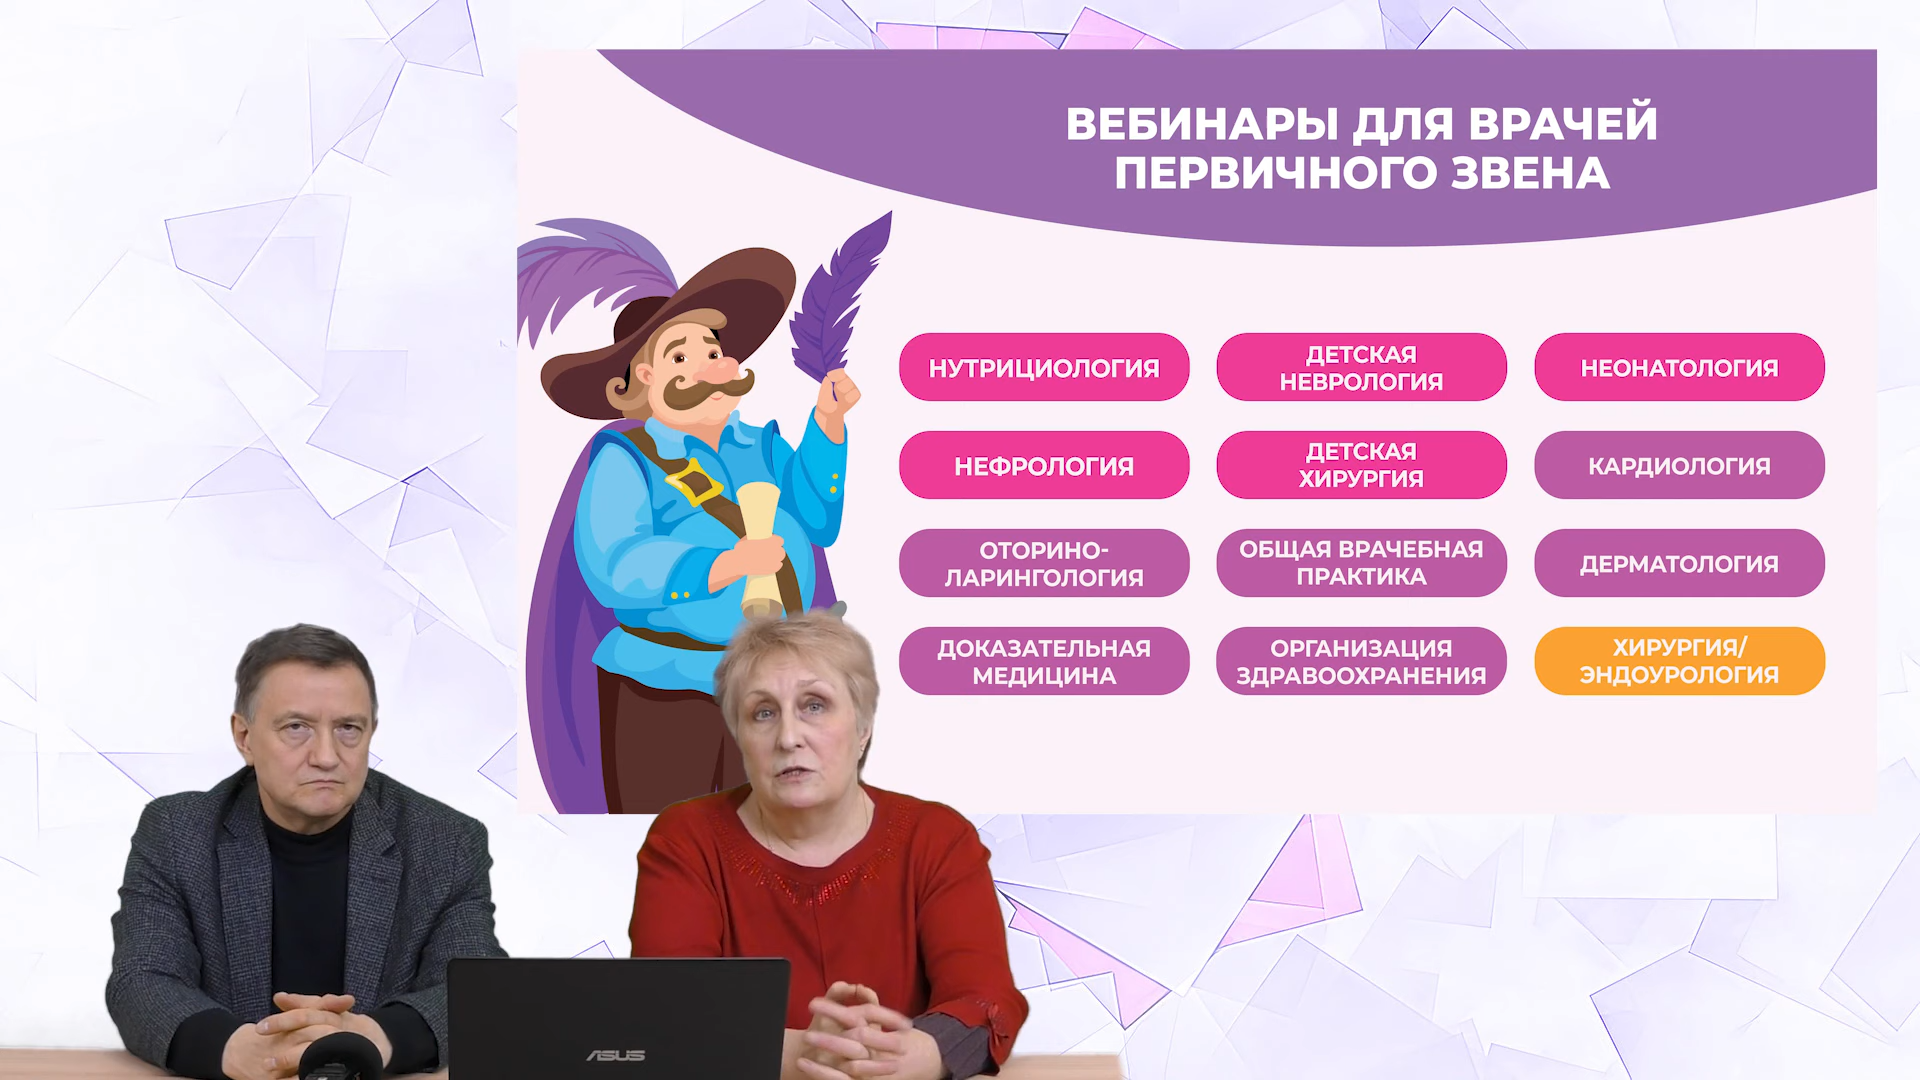 ВЕБИНАРЫ ДЛЯ ВРАЧЕЙ
ПЕРВИЧНОГО ЗВЕНА
НУТРИЦИОЛОГИЯ
ДЕТСКАЯ
НЕВРОЛОГИЯ
НЕОНАТОЛОГИЯ
НЕФРОЛОГИЯ
ДЕТСКАЯ
ХИРУРГИЯ
КАРДИОЛОГИЯ
ОТОРИНО-
ЛАРИНГОЛОГИЯ
ОБЩАЯ ВРАЧЕБНАЯ
ПРАКТИКА
ДЕРМАТОЛОГИЯ
ДОКАЗАТЕЛЬНАЯ
МЕДИЦИНА
ОРГАНИЗАЦИЯ
ЗДРАВООХРАНЕНИЯ
ХИРУРГИЯ/
ЭНДОУРОЛОГИЯ
ASUS